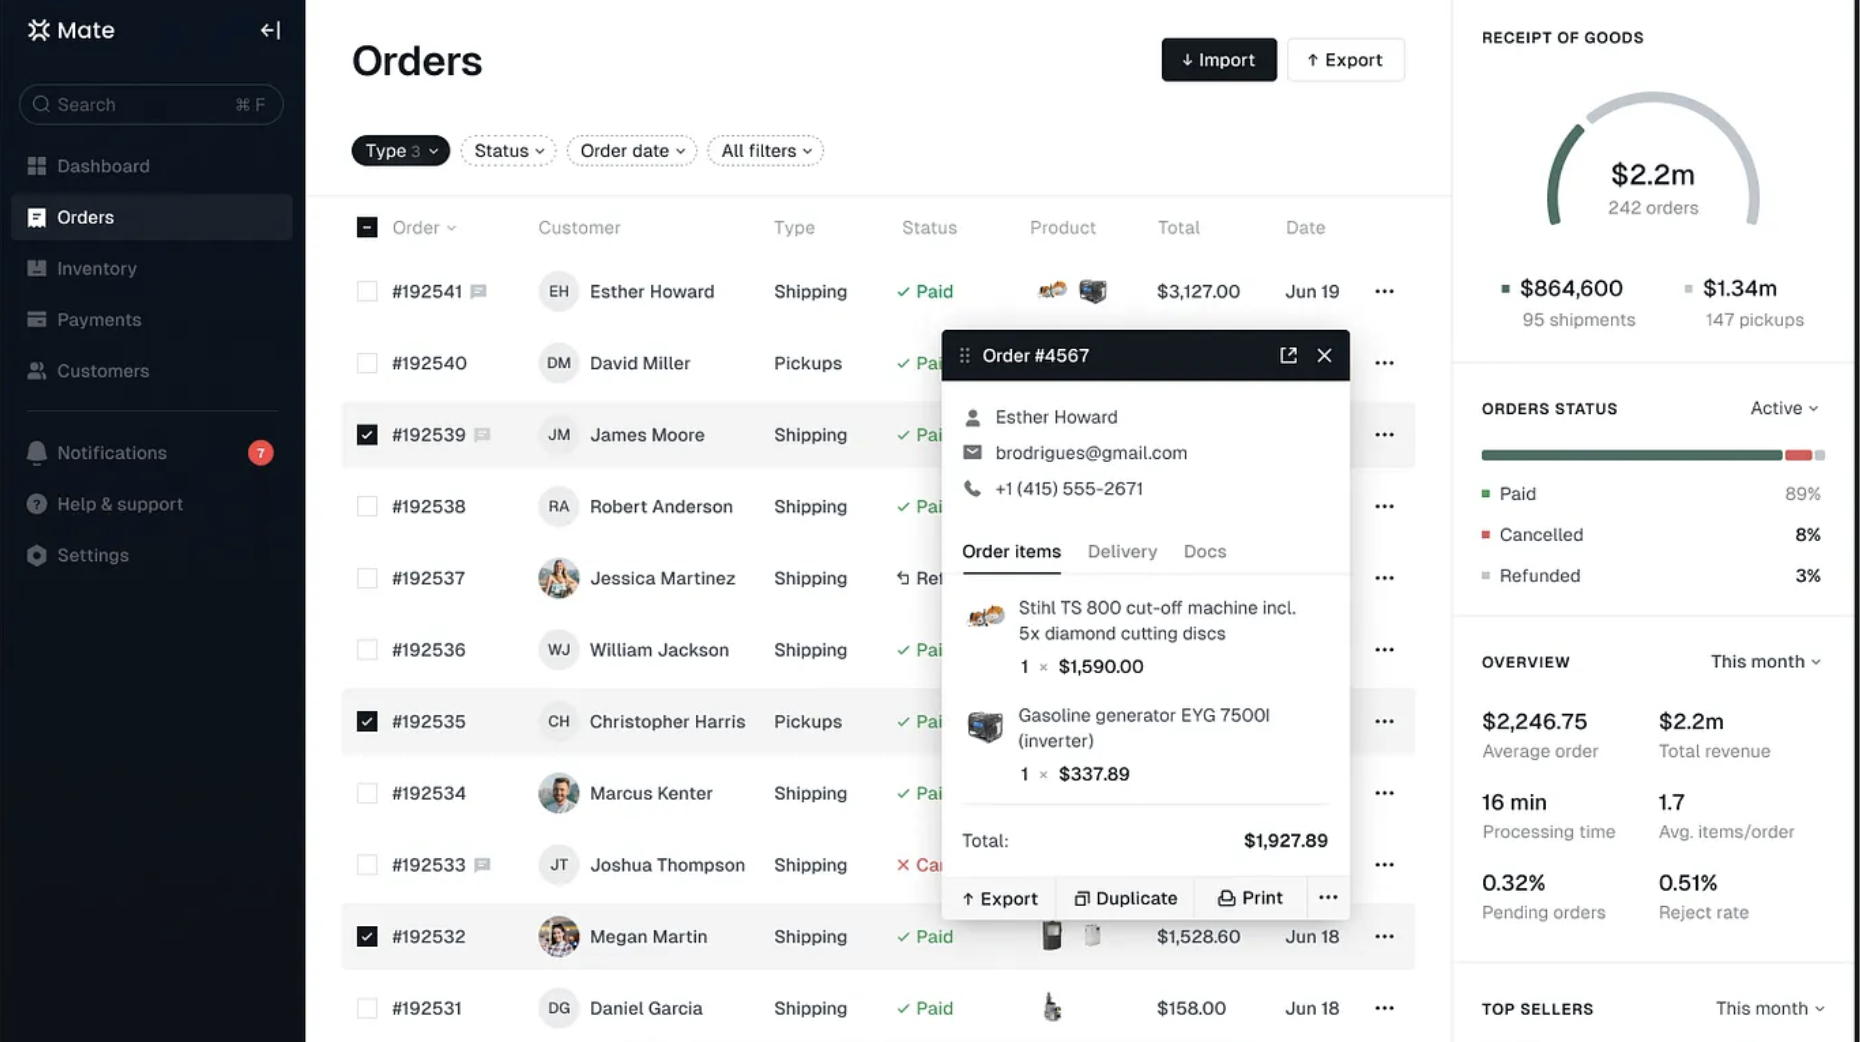 Mate
Search ⌘ F
Dashboard
Orders
Inventory
Payments
Customers
Notifications 7
Help & support
Settings
Orders
↓ Import ↑ Export
Type 3 Status Order date All filters
Order Customer Type Status Product Total Date
#192541 EH Esther Howard Shipping Paid $3,127.00 Jun 19
#192540 DM David Miller Pickups Pai
#192539 JM James Moore Shipping Pai
#192538 RA Robert Anderson Shipping Pai
#192537 Jessica Martinez Shipping Ref
#192536 WJ William Jackson Shipping Pai
#192535 CH Christopher Harris Pickups Pai
#192534 Marcus Kenter Shipping Pai
#192533 JT Joshua Thompson Shipping Car
#192532 Megan Martin Shipping Paid $1,528.60 Jun 18
#192531 DG Daniel Garcia Shipping Paid $158.00 Jun 18
Order #4567
Esther Howard
brodrigues@gmail.com
+1 (415) 555-2671
Order items Delivery Docs
Stihl TS 800 cut-off machine incl.
5x diamond cutting discs
1 × $1,590.00
Gasoline generator EYG 7500I
(inverter)
1 × $337.89
Total: $1,927.89
↑ Export Duplicate Print
RECEIPT OF GOODS
$2.2m
242 orders
$864,600 $1.34m
95 shipments 147 pickups
ORDERS STATUS Active
Paid 89%
Cancelled 8%
Refunded 3%
OVERVIEW This month
$2,246.75 $2.2m
Average order Total revenue
16 min 1.7
Processing time Avg. items/order
0.32% 0.51%
Pending orders Reject rate
TOP SELLERS This month